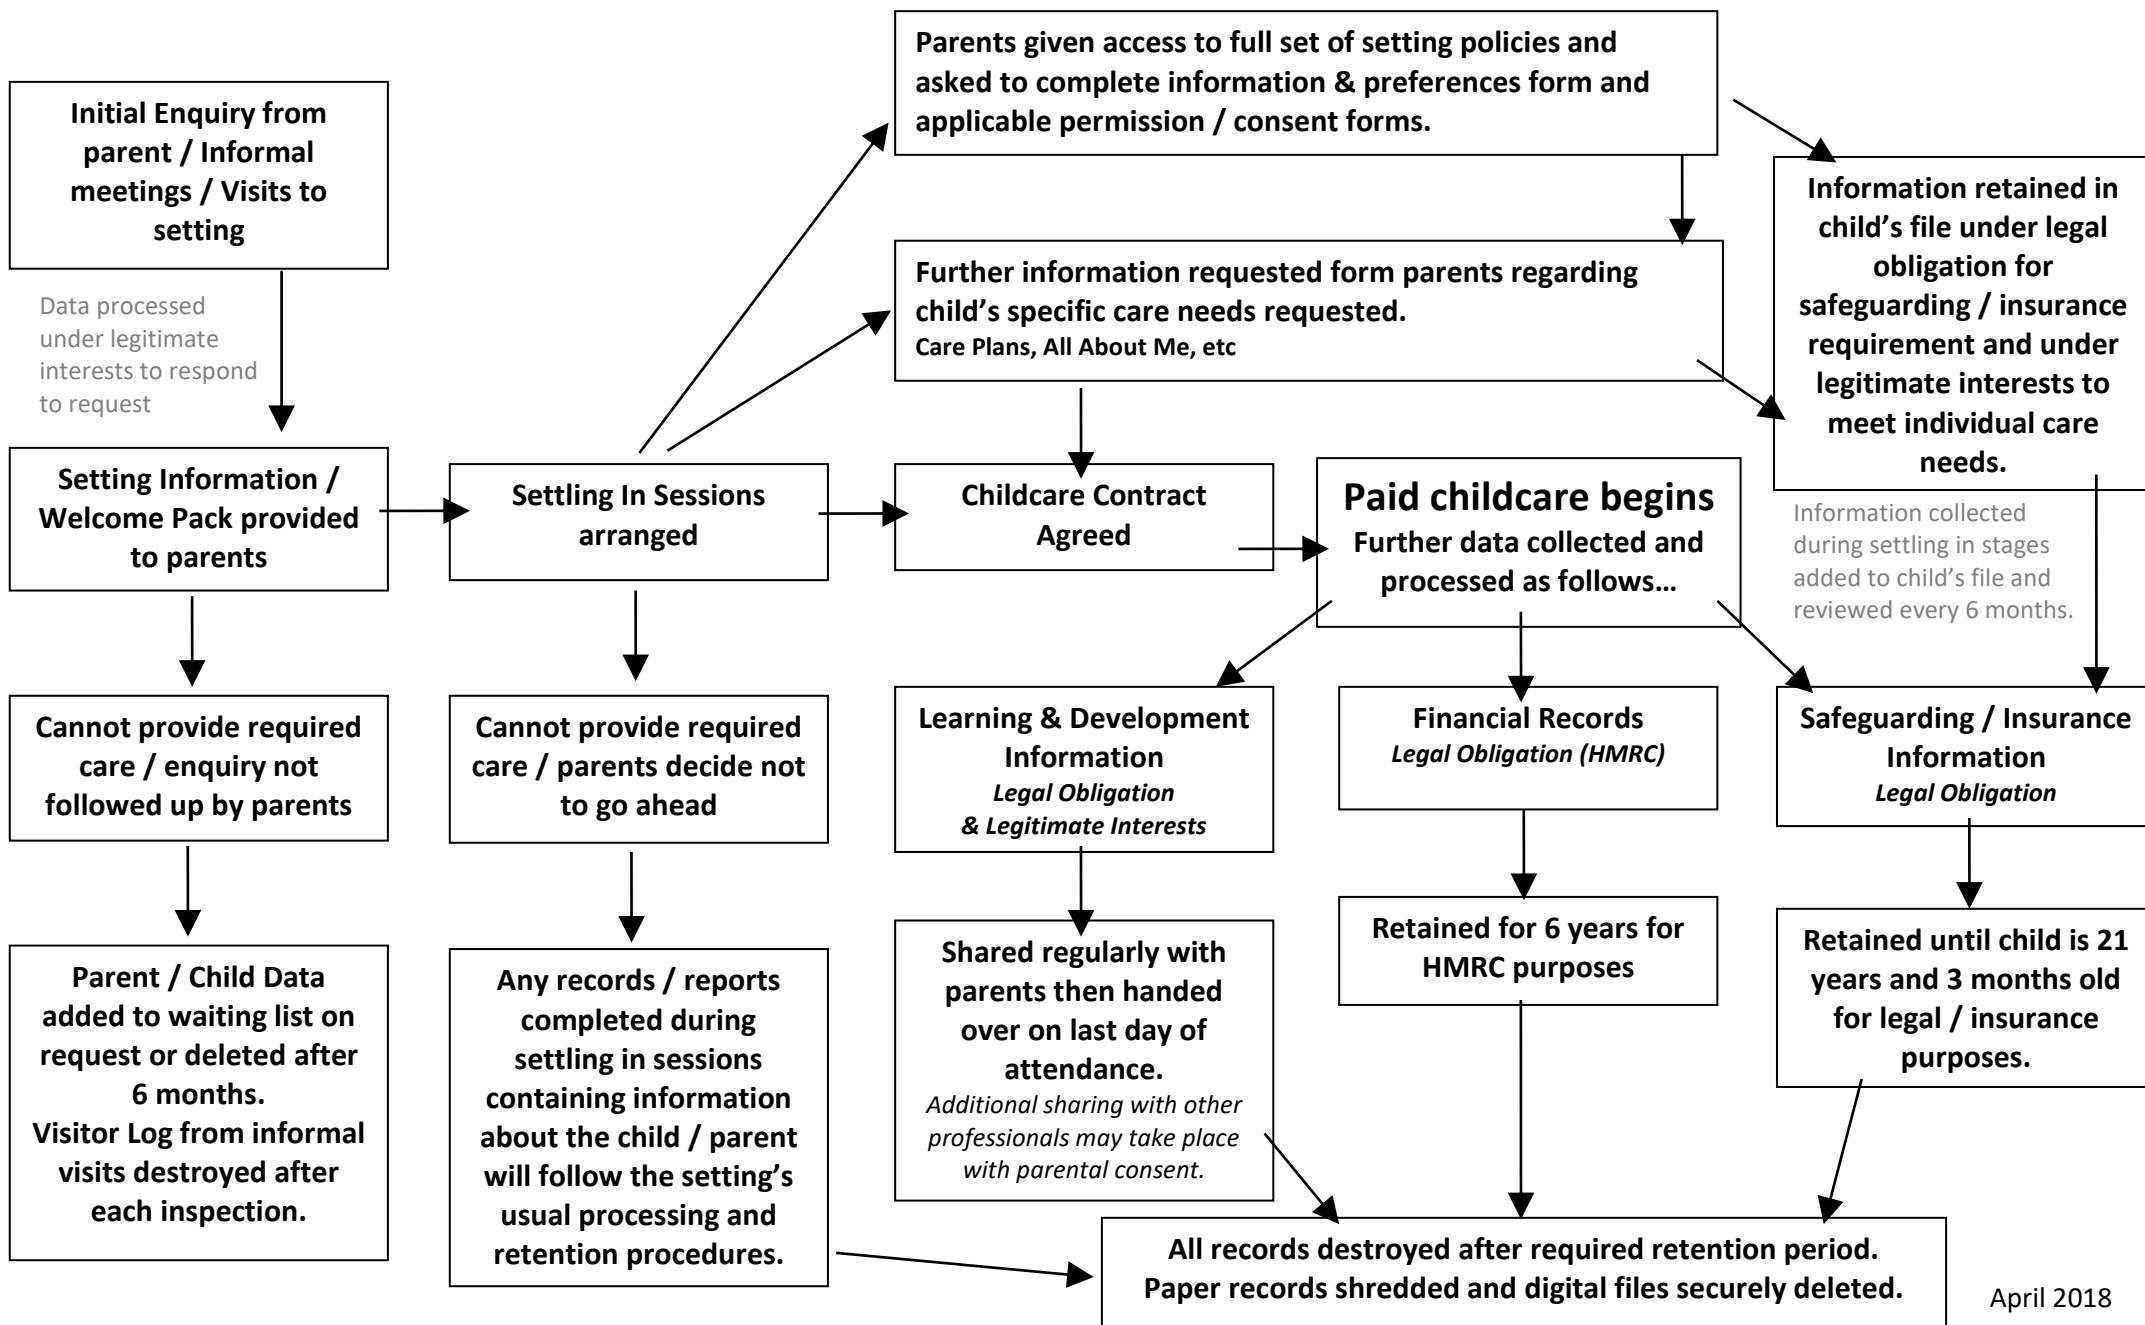 Initial Enquiry from
parent / Informal
meetings / Visits to
setting
Data processed
under legitimate
interests to respond
to request
Setting Information /
Welcome Pack provided
to parents
Cannot provide required
care / enquiry not
followed up by parents
Parent / Child Data
added to waiting list on
request or deleted after
6 months.
Visitor Log from informal
visits destroyed after
each inspection.
Settling In Sessions
arranged
Cannot provide required
care / parents decide not
to go ahead
Any records / reports
completed during
settling in sessions
containing information
about the child / parent
will follow the setting’s
usual processing and
retention procedures.
Parents given access to full set of setting policies and
asked to complete information & preferences form and
applicable permission / consent forms.
Further information requested form parents regarding
child’s specific care needs requested.
Care Plans, All About Me, etc
Childcare Contract
Agreed
Paid childcare begins
Further data collected and
processed as follows…
Information retained in
child’s file under legal
obligation for
safeguarding / insurance
requirement and under
legitimate interests to
meet individual care
needs.
Information collected
during settling in stages
added to child’s file and
reviewed every 6 months.
Learning & Development
Information
Legal Obligation
& Legitimate Interests
Shared regularly with
parents then handed
over on last day of
attendance.
Additional sharing with other
professionals may take place
with parental consent.
Financial Records
Legal Obligation (HMRC)
Retained for 6 years for
HMRC purposes
Safeguarding / Insurance
Information
Legal Obligation
Retained until child is 21
years and 3 months old
for legal / insurance
purposes.
All records destroyed after required retention period.
Paper records shredded and digital files securely deleted.
April 2018